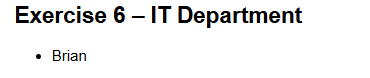 Exercise 6 – IT Department
• Brian